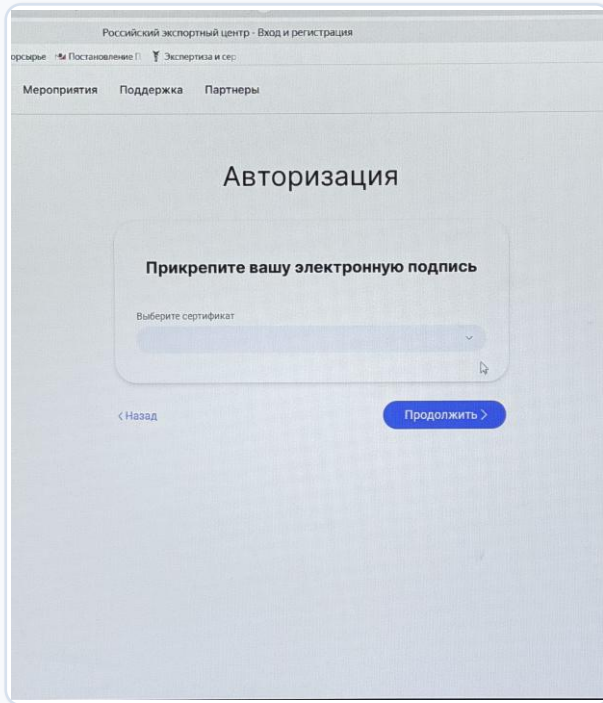 Российский экспортный центр - Вход и регистрация
орсырье Постановление П Экспертиза и сер
Мероприятия Поддержка Партнеры
Авторизация
Прикрепите вашу электронную подпись
Выберите сертификат
< Назад
Продолжить >